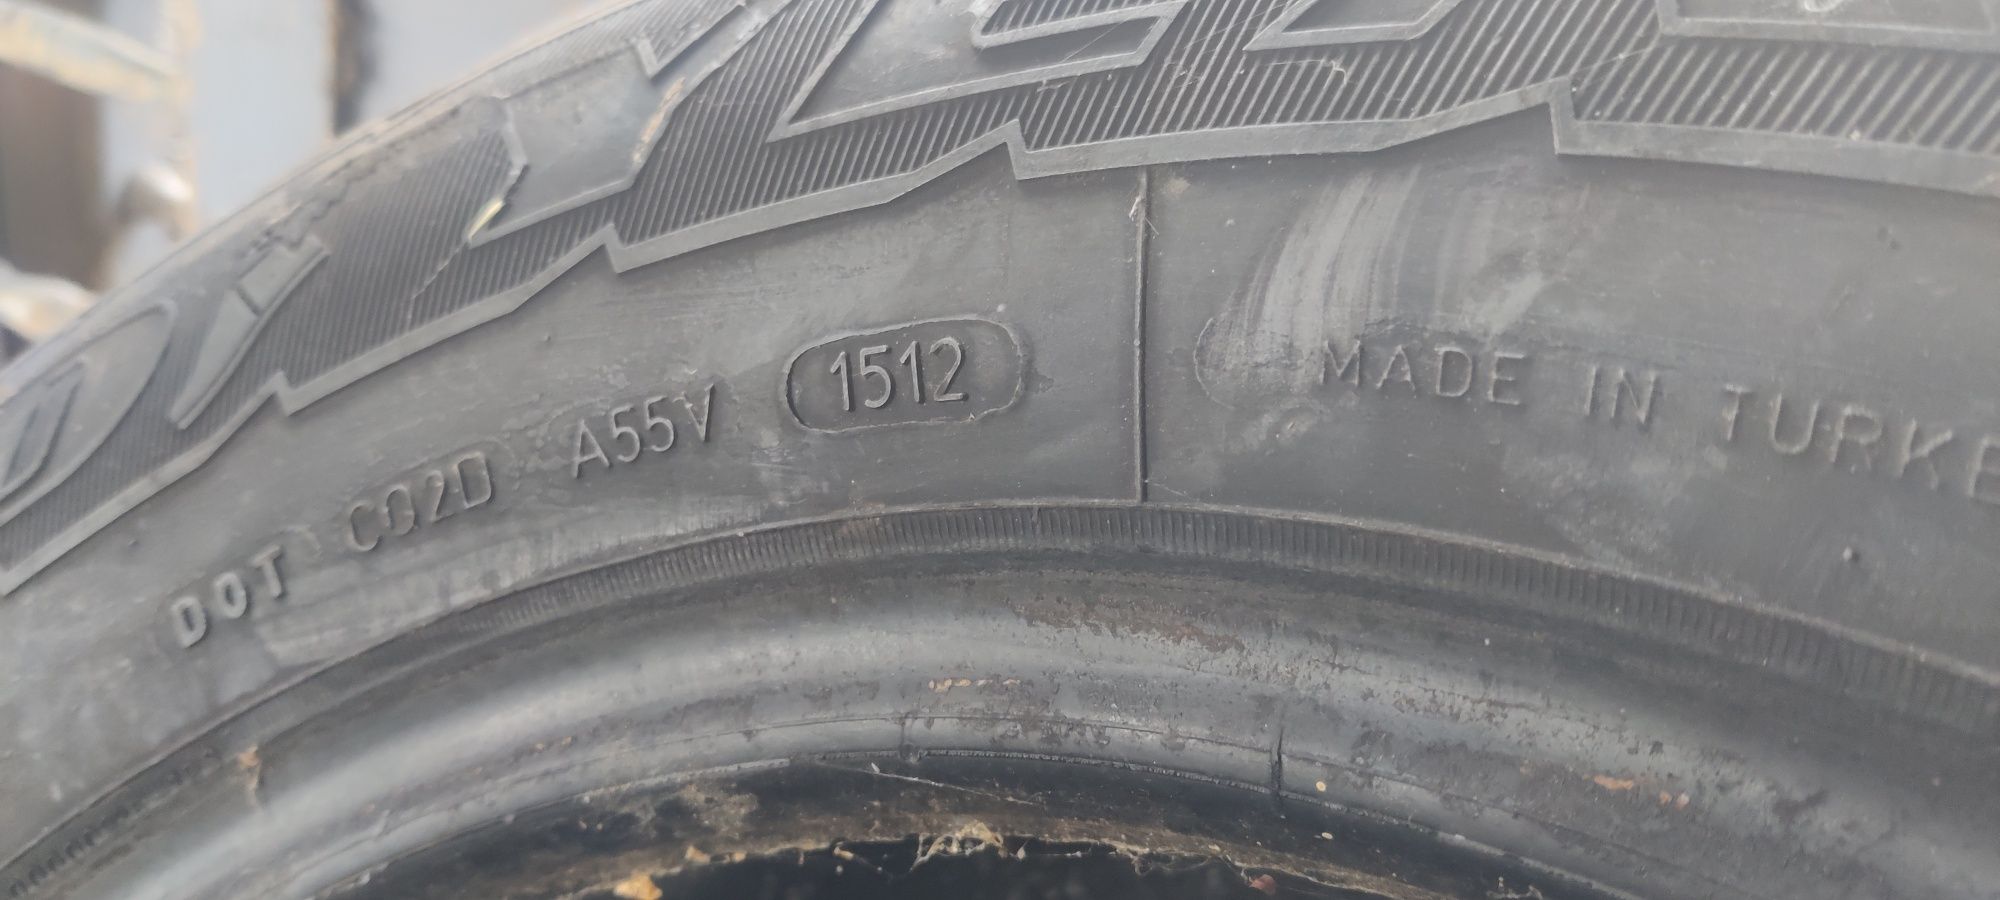 DOT C02D A55V 1512
MADE IN TURKE